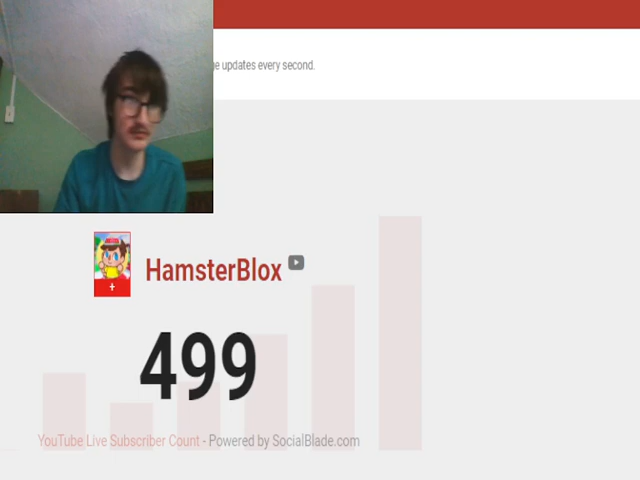 e updates every second.
HamsterBlox
499
YouTube Live Subscriber Count - Powered by SocialBlade.com